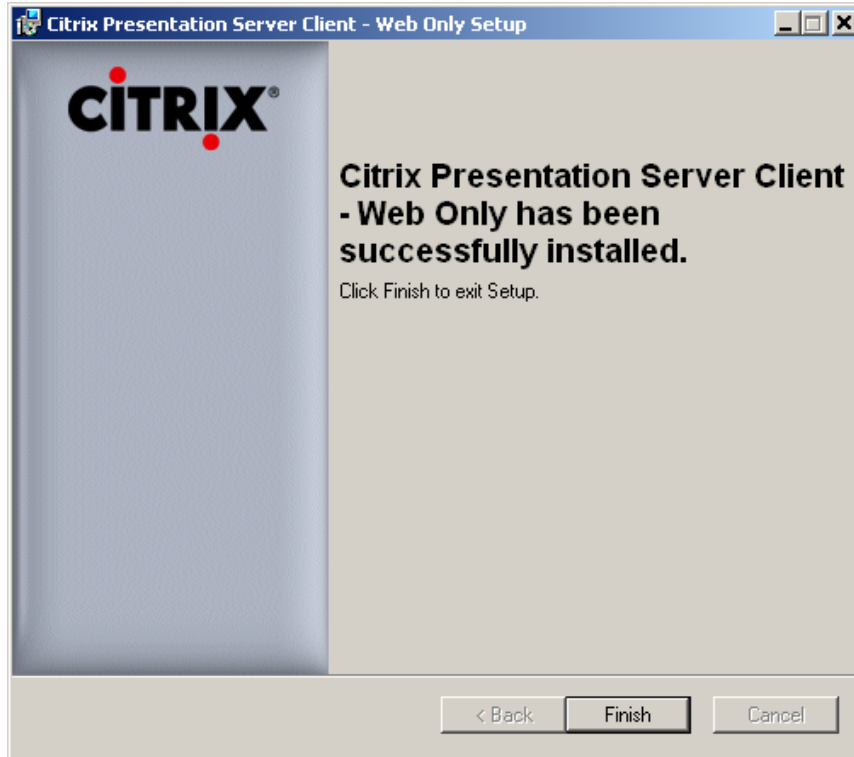 Citrix Presentation Server Client - Web Only Setup
CiTRIX®
Citrix Presentation Server Client
- Web Only has been
successfully installed.
Click Finish to exit Setup.
< Back
Finish
Cancel